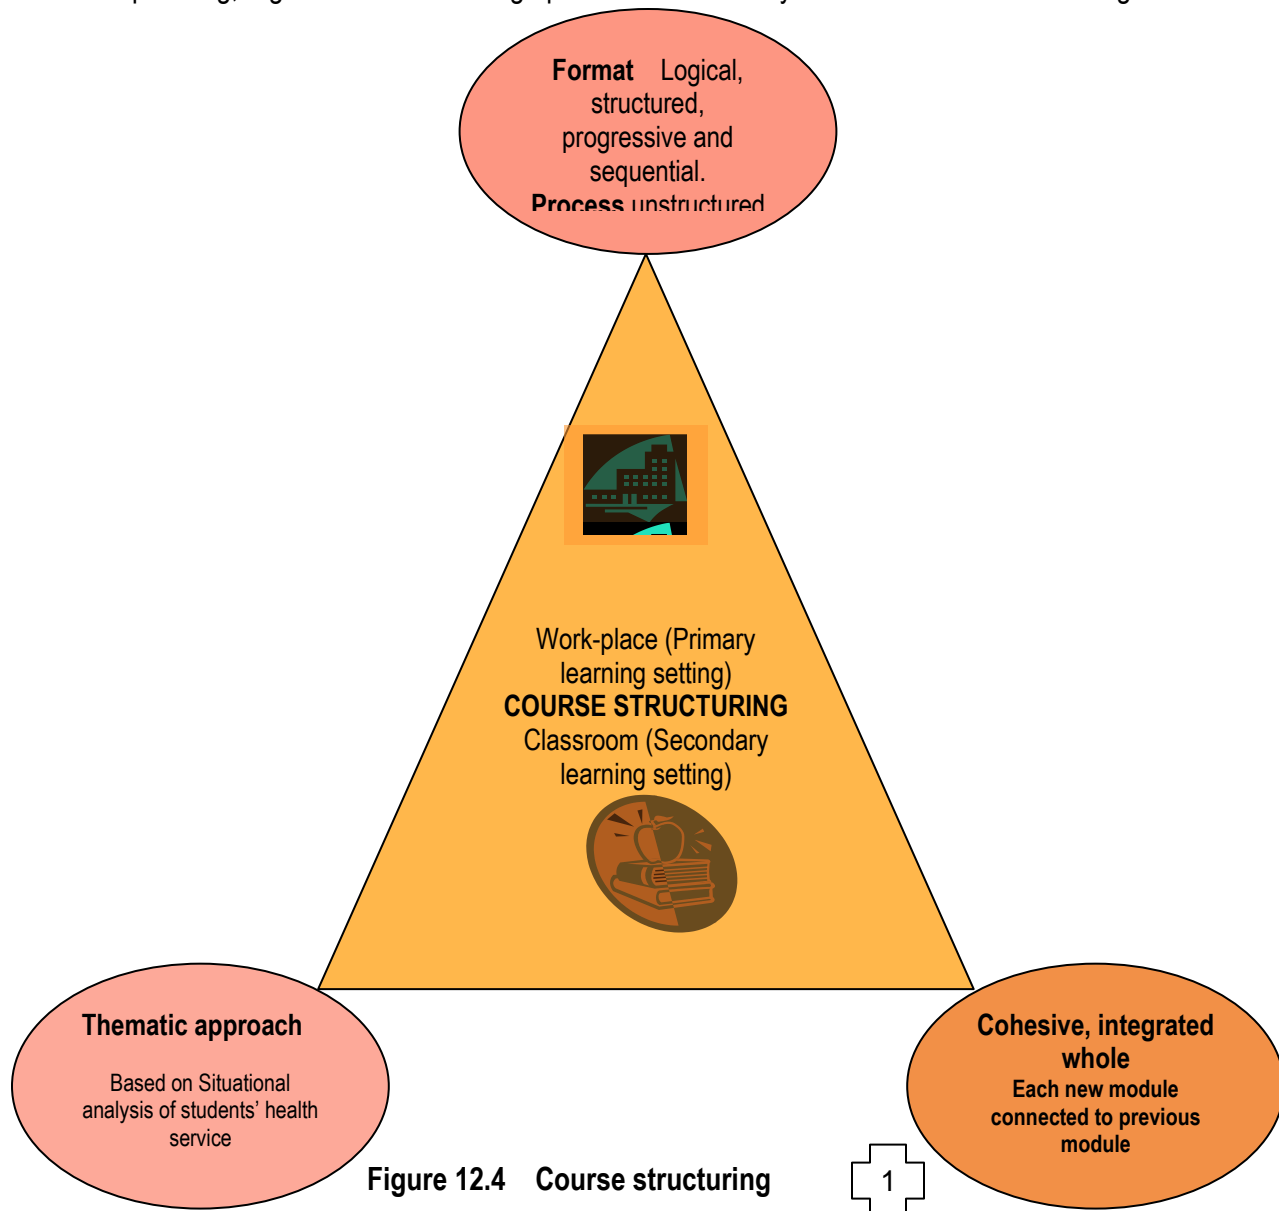 Format Logical,
structured,
progressive and
sequential.
Process unstructured
Work-place (Primary
learning setting)
COURSE STRUCTURING
Classroom (Secondary
learning setting)
Thematic approach
Based on Situational
analysis of students’ health
service
Cohesive, integrated
whole
Each new module
connected to previous
module
Figure 12.4 Course structuring
1